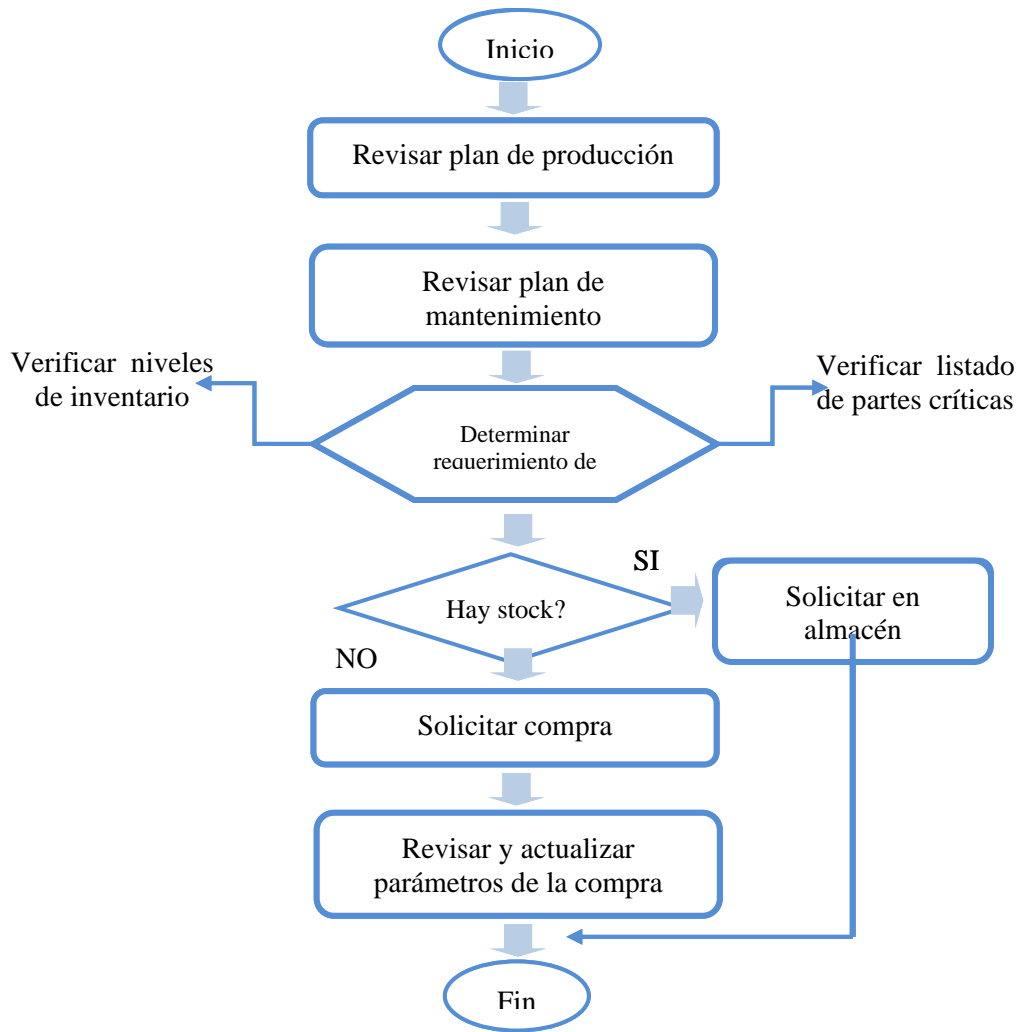 Inicio
Revisar plan de producción
Revisar plan de
mantenimiento
Verificar niveles
de inventario
Verificar listado
de partes críticas
Determinar
requerimiento de
SI
Hay stock?
Solicitar en
almacén
NO
Solicitar compra
Revisar y actualizar
parámetros de la compra
Fin